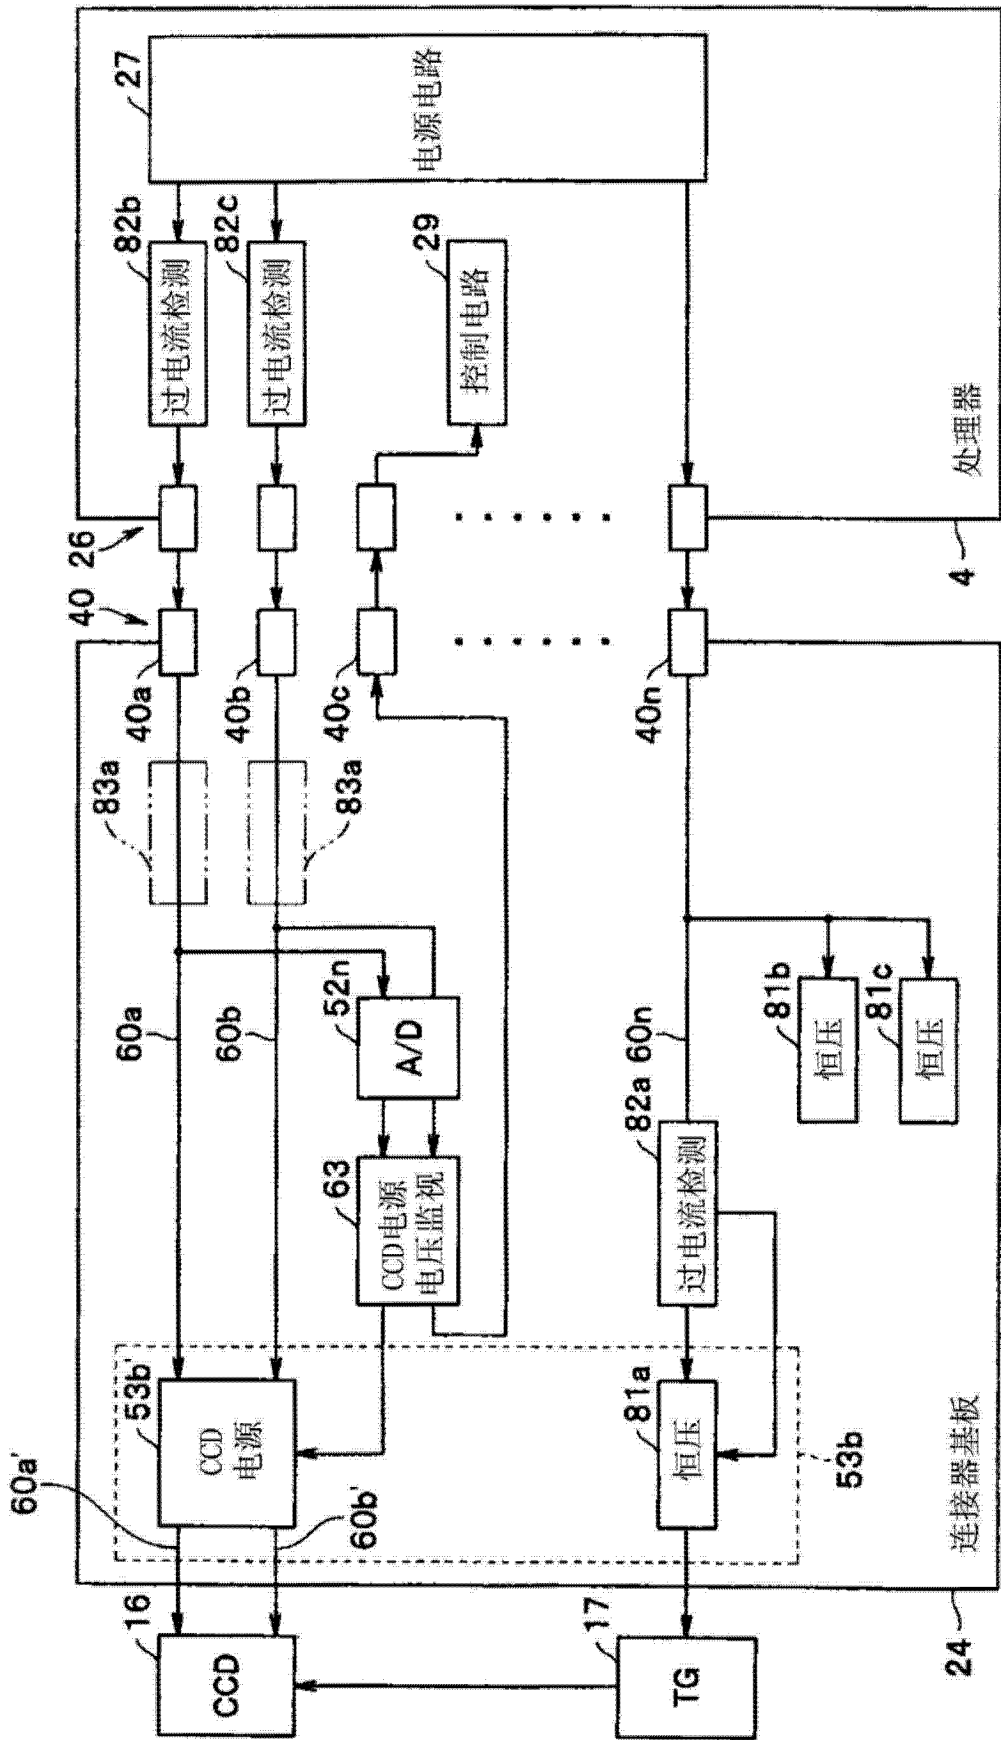 60a'
16
CCD
60b'
17
TG
24
53b'
CCD
电源
81a
恒压
53b
连接器基板
63
CCD电源
电压监视
82a
过电流检测
60a
60b
52n
A/D
60n
81b
恒压
81c
恒压
83a
83a
40a
40b
40c
40n
40
26
4
处理器
82b
过电流检测
82c
过电流检测
29
控制电路
27
电源电路